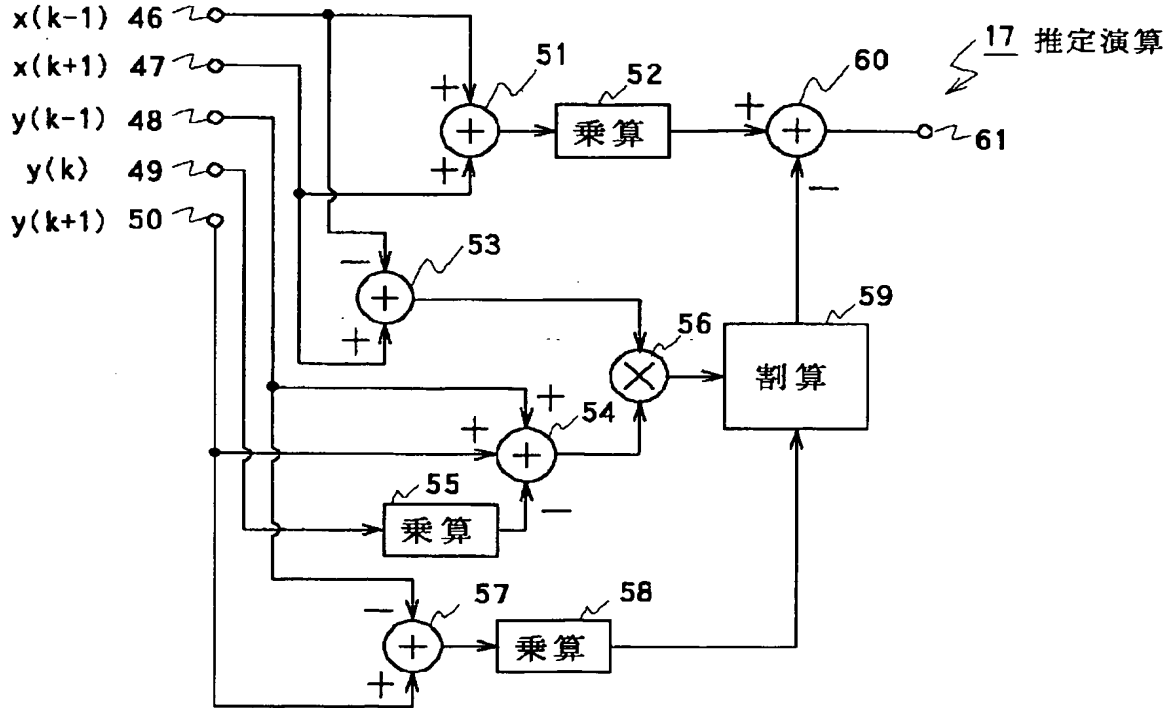 x(k-1) 46
x(k+1) 47
y(k-1) 48
y(k) 49
y(k+1) 50
17 推定演算
51
52
乗算
60
61
+
+
+
+
+
−
53
−
+
+
59
割算
56
×
54
+
+
+
−
55
乗算
57
−
+
+
58
乗算